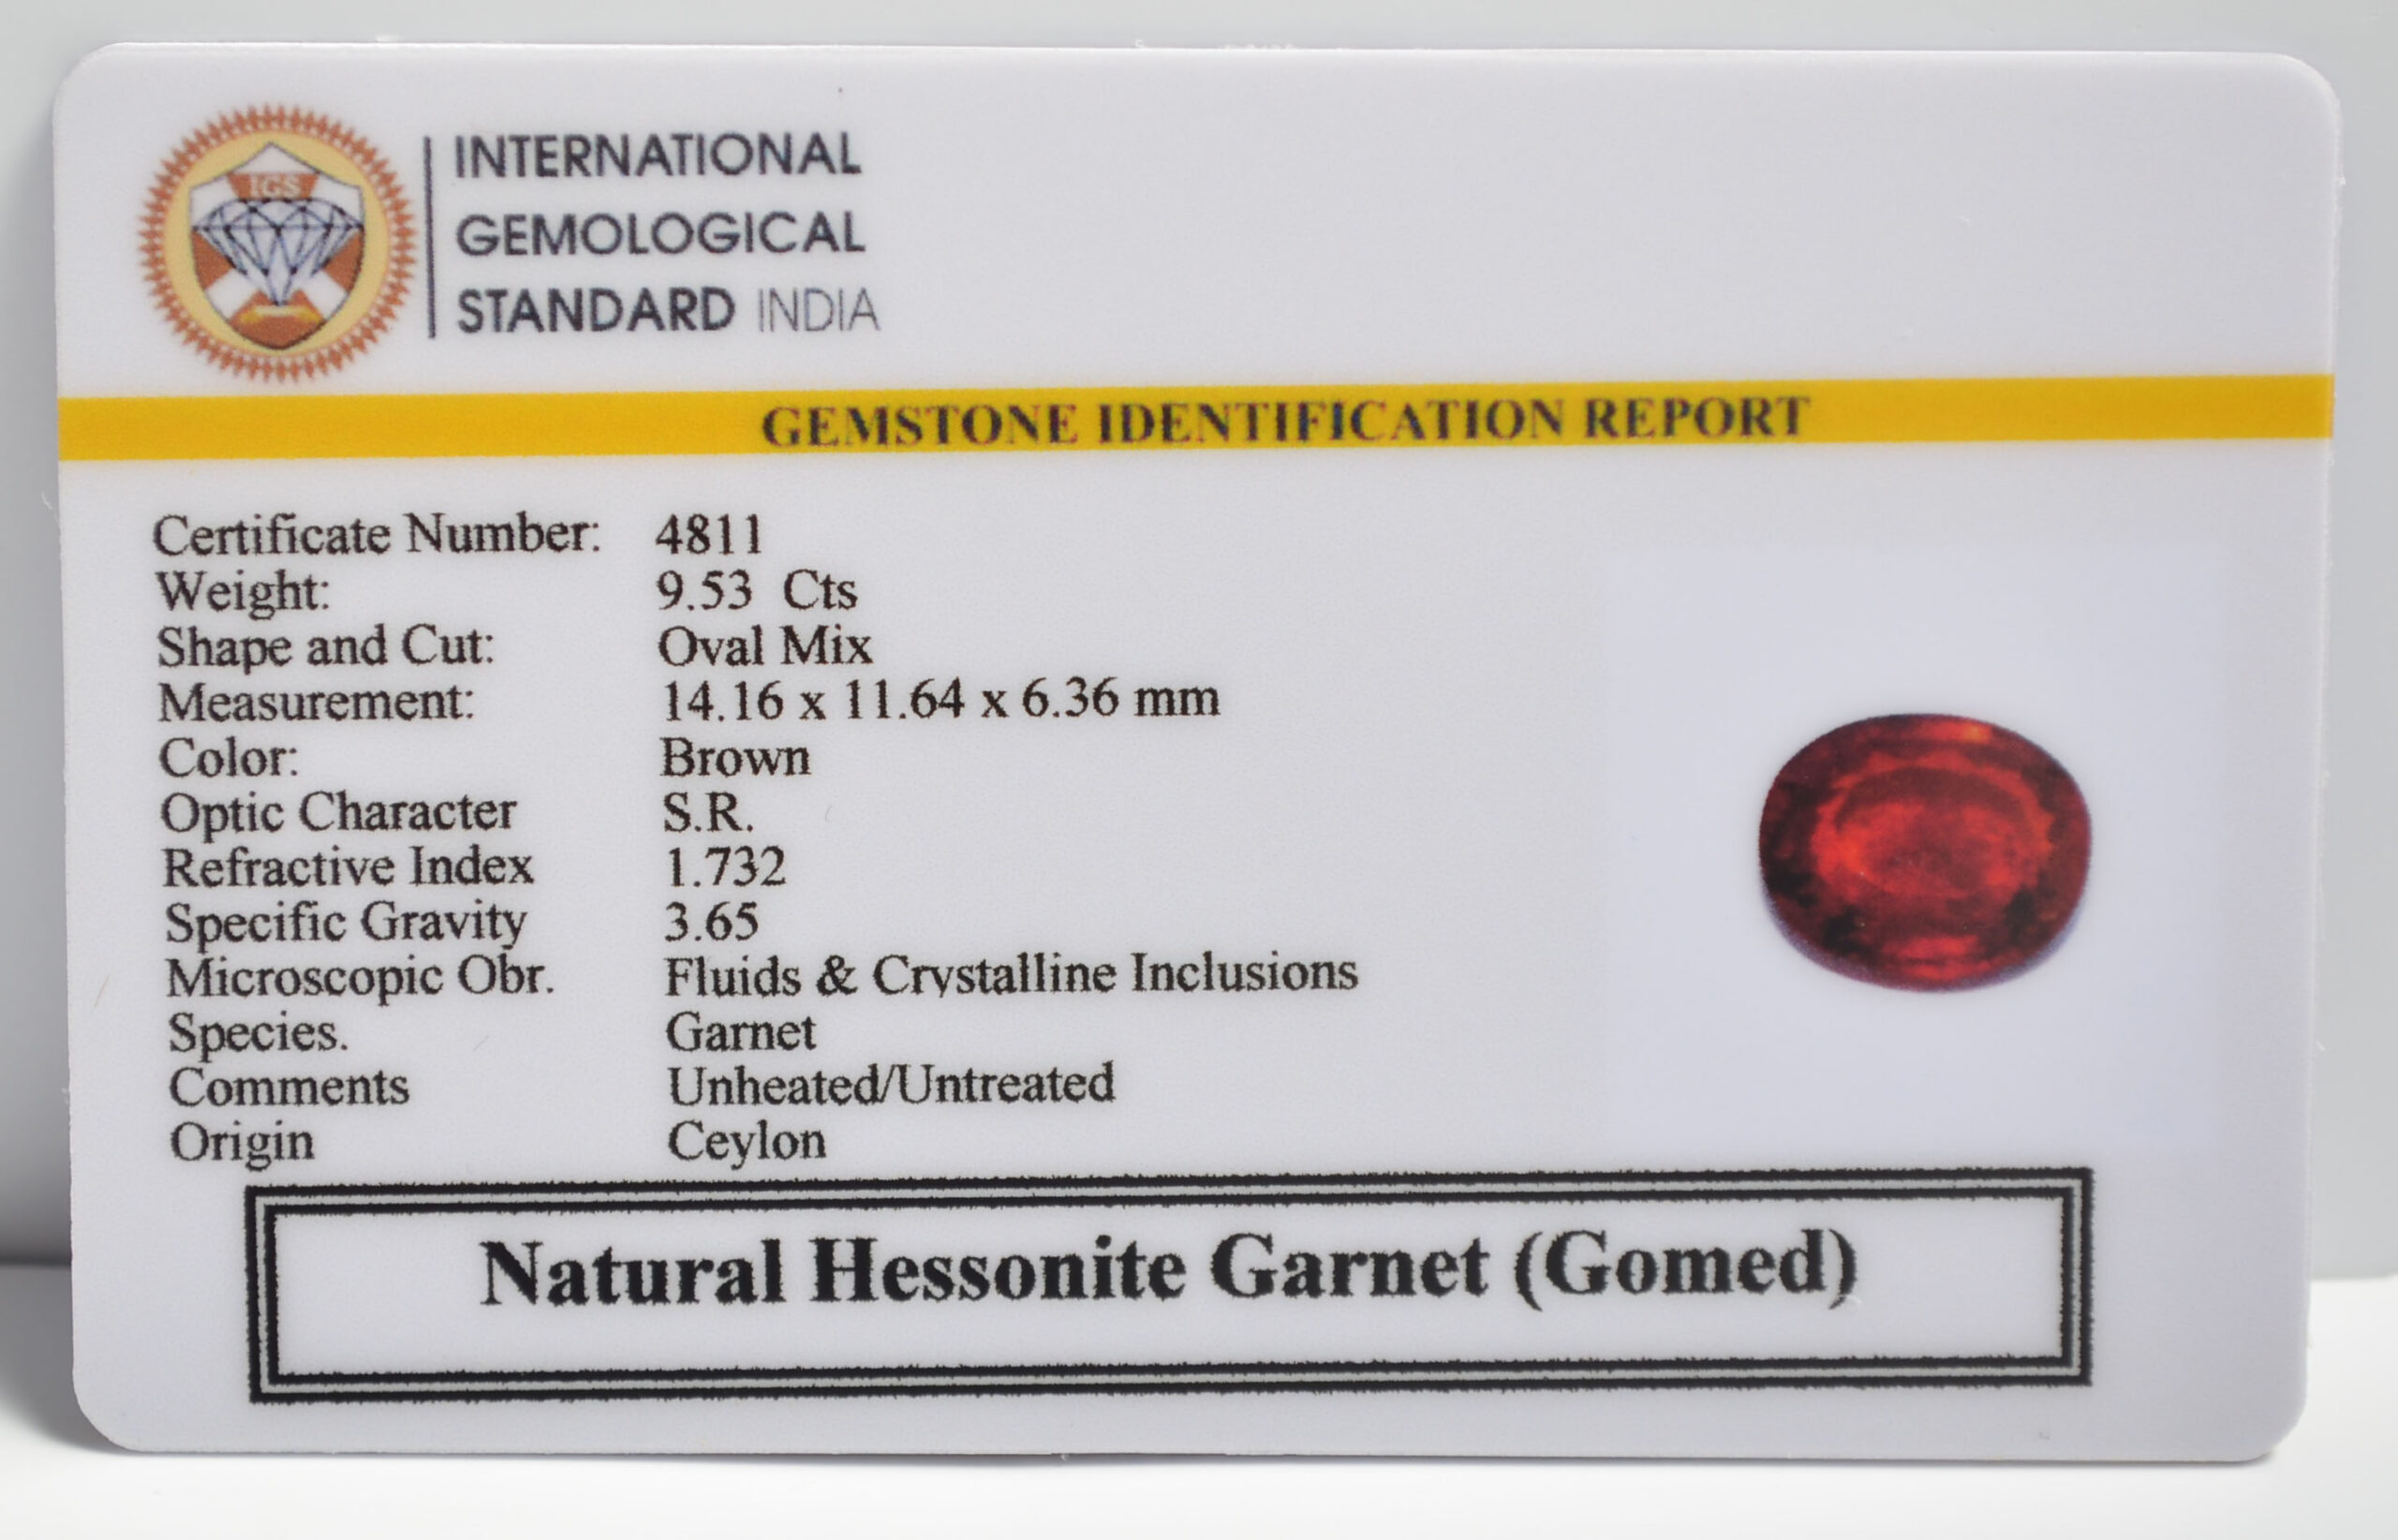 IGS
INTERNATIONAL
GEMOLOGICAL
STANDARD INDIA
GEMSTONE IDENTIFICATION REPORT
Certificate Number: 4811
Weight: 9.53 Cts
Shape and Cut: Oval Mix
Measurement: 14.16 x 11.64 x 6.36 mm
Color: Brown
Optic Character S.R.
Refractive Index 1.732
Specific Gravity 3.65
Microscopic Obr. Fluids & Crystalline Inclusions
Species. Garnet
Comments Unheated/Untreated
Origin Ceylon
Natural Hessonite Garnet (Gomed)